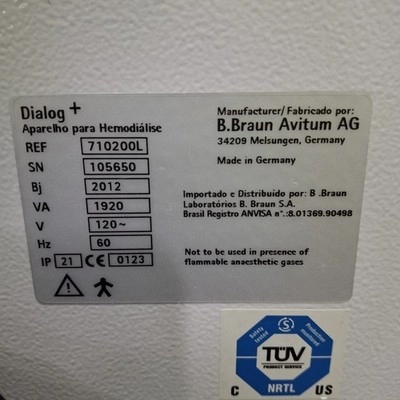 Dialog +
Aparelho para Hemodiálise
REF 710200L
SN 105650
Bj 2012
VA 1920
V 120~
Hz 60
IP 21 CE 0123
Manufacturer/ Fabricado por:
B.Braun Avitum AG
34209 Melsungen, Germany
Made in Germany
Importado e Distribuido por: B .Braun
Laboratórios B. Braun S.A.
Brasil Registro ANVISA n°.:8.01369.90498
Not to be used in presence of
flammable anaesthetic gases
Safety tested
Production monitored
S
TÜV
PRODUCT SERVICE
C NRTL US